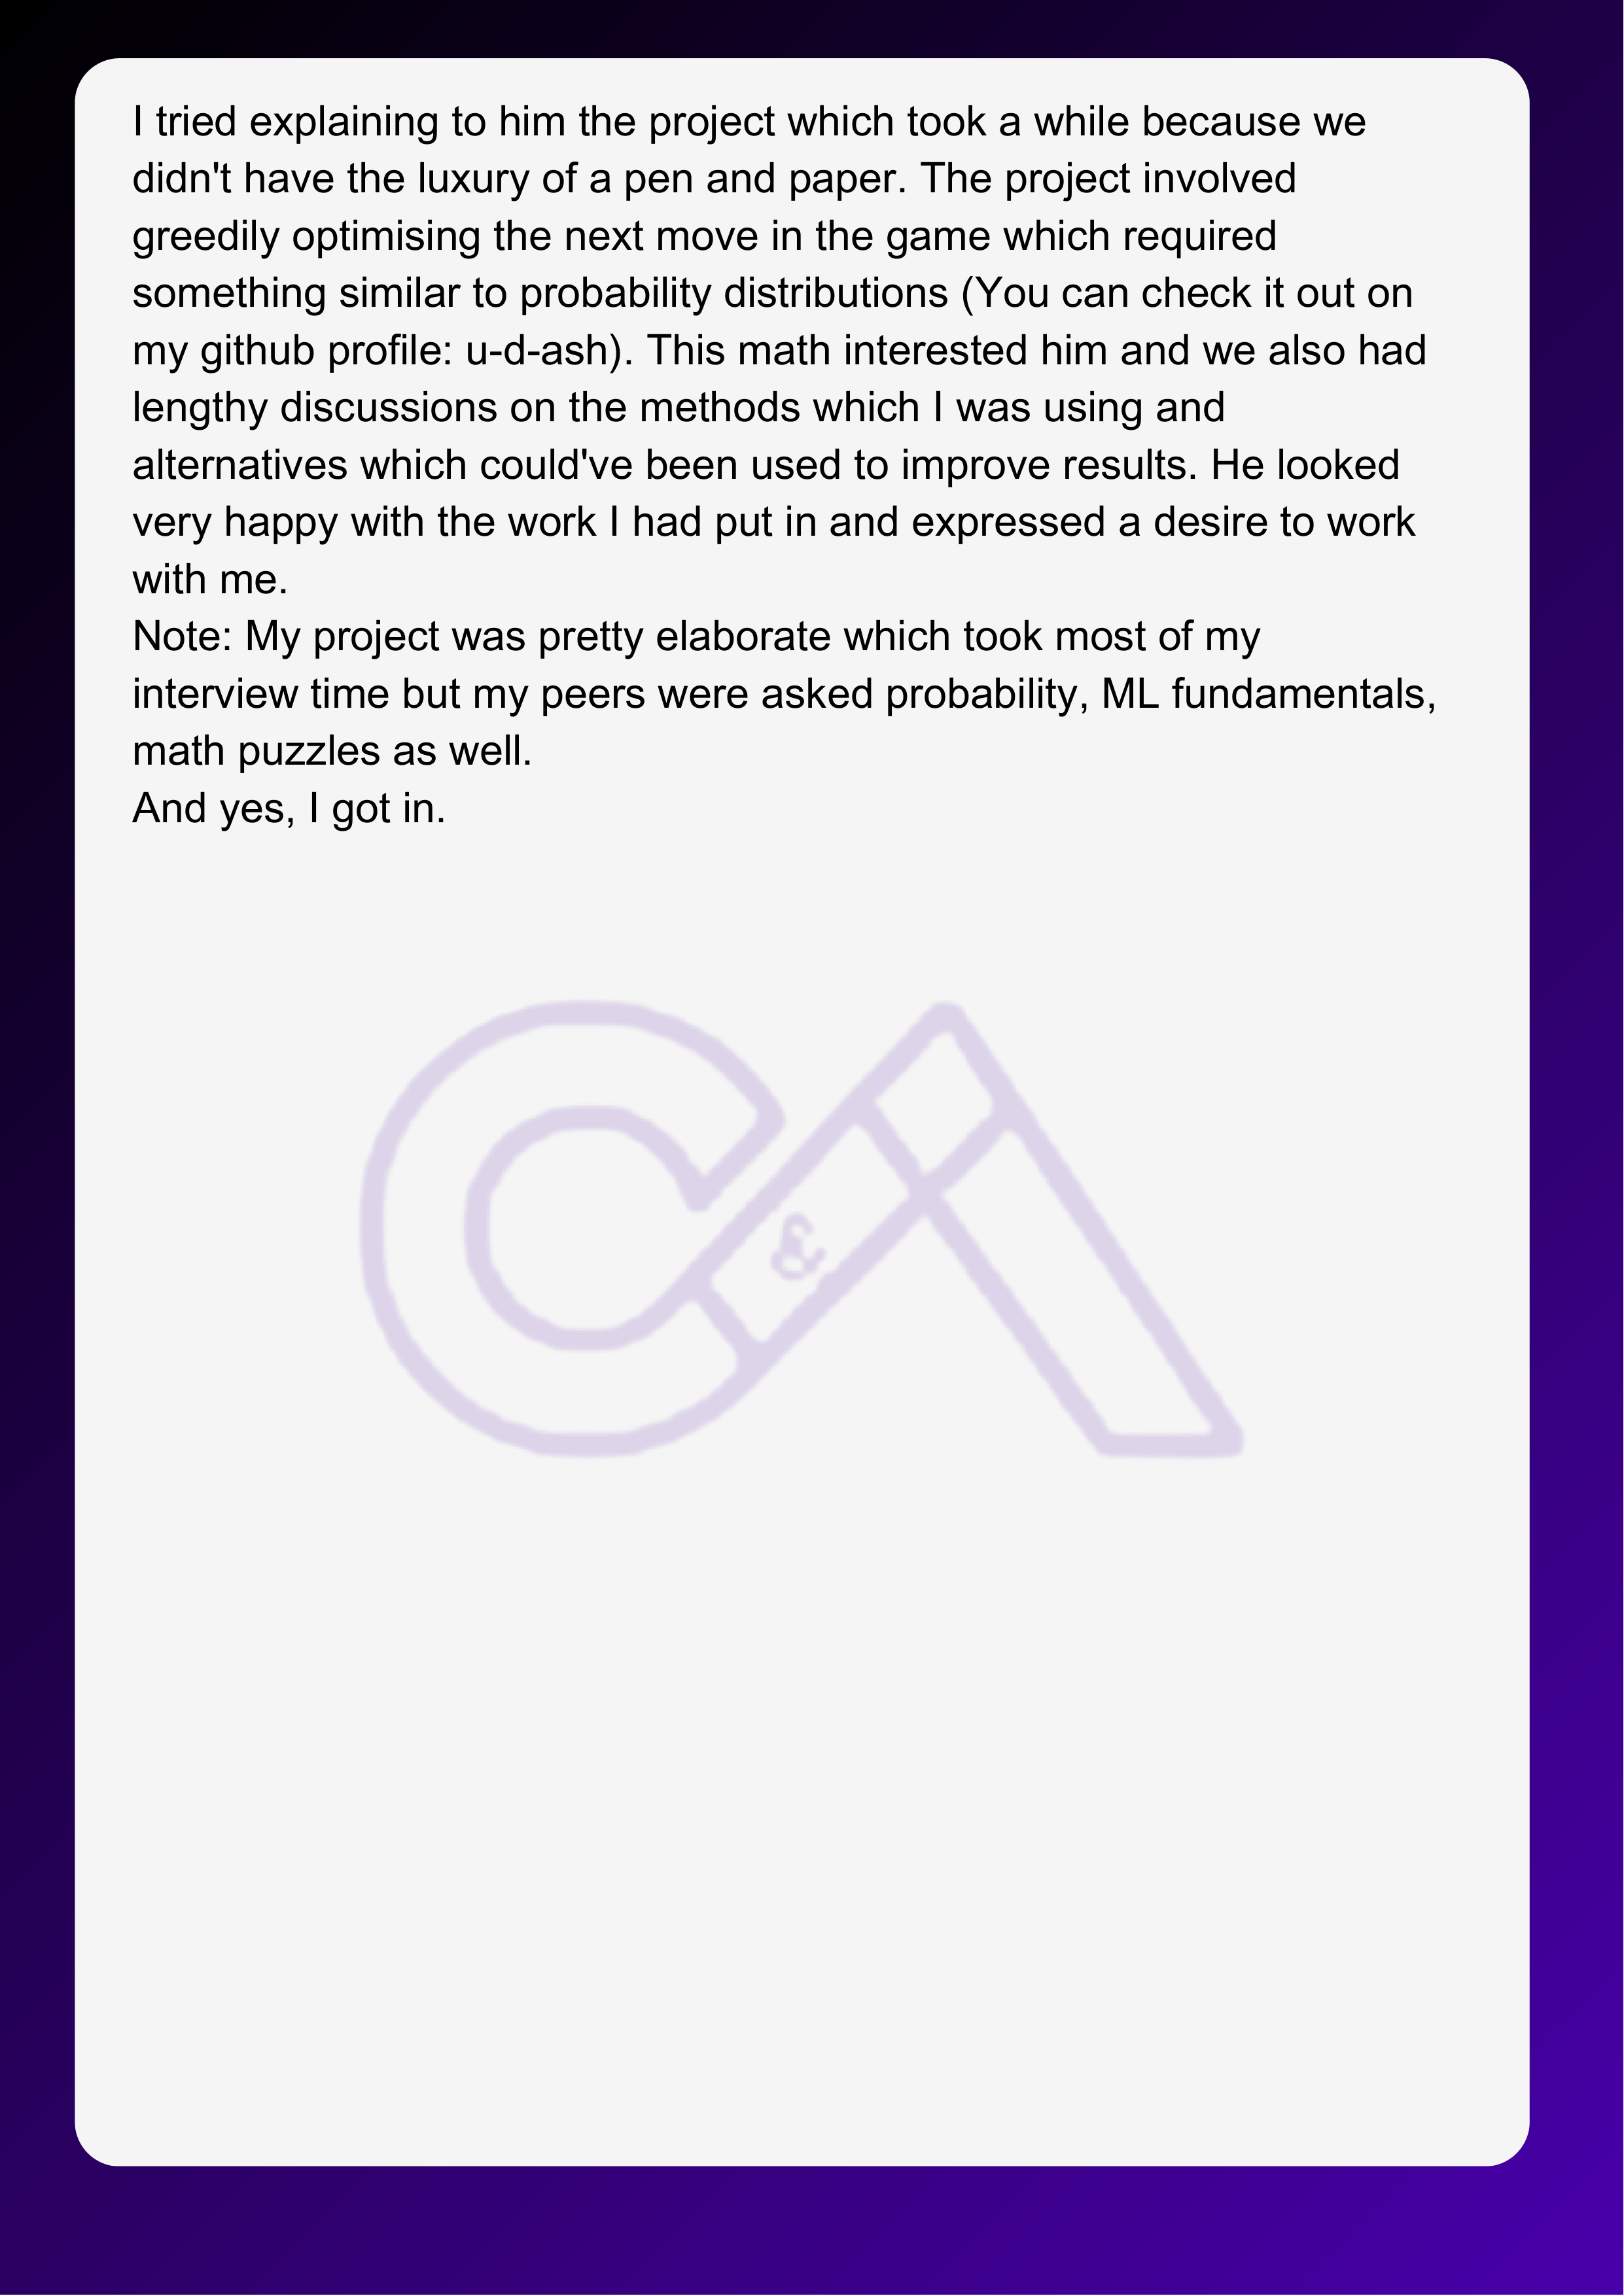 I tried explaining to him the project which took a while because we
didn't have the luxury of a pen and paper. The project involved
greedily optimising the next move in the game which required
something similar to probability distributions (You can check it out on
my github profile: u-d-ash). This math interested him and we also had
lengthy discussions on the methods which I was using and
alternatives which could've been used to improve results. He looked
very happy with the work I had put in and expressed a desire to work
with me.
Note: My project was pretty elaborate which took most of my
interview time but my peers were asked probability, ML fundamentals,
math puzzles as well.
And yes, I got in.
C&A